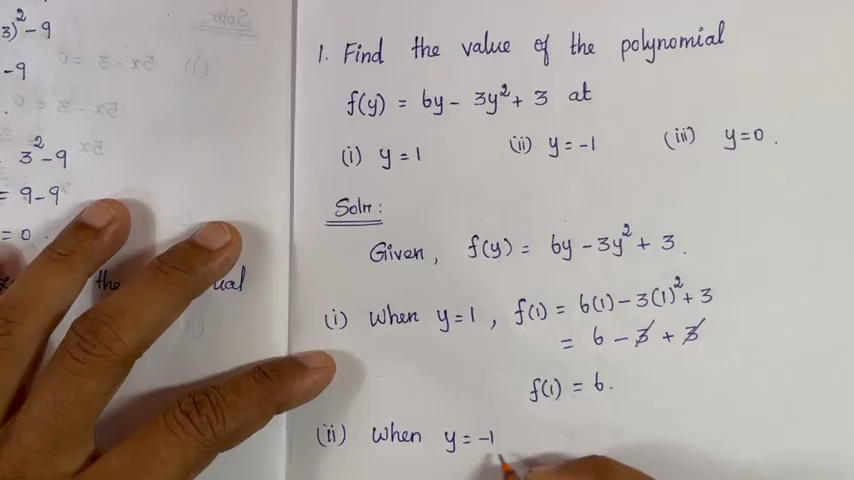 3)² - 9
- 9
3² - 9
= 9 - 9
= 0
the
ual
1. Find the value of the polynomial
f(y) = 6y - 3y² + 3 at
(i) y = 1 (ii) y = -1 (iii) y = 0.
Soln:
Given, f(y) = 6y - 3y² + 3.
(i) When y = 1, f(1) = 6(1) - 3(1)² + 3
= 6 - 3 + 3
f(1) = 6.
(ii) When y = -1